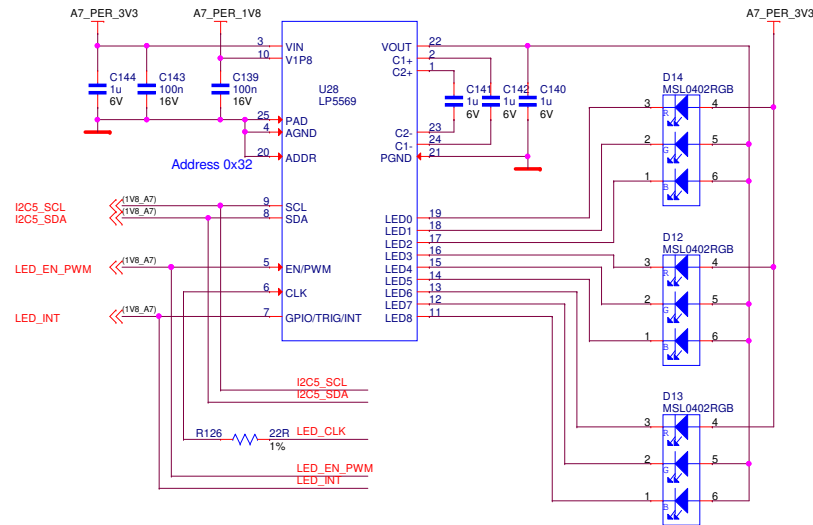 A7_PER_3V3 A7_PER_1V8 A7_PER_3V3
3 VIN VOUT 22
10 V1P8 C1+ 2
C2+ 1
U28
LP5569
C144
1u
6V
C143
100n
16V
C139
100n
16V
C141
1u
6V
C142
1u
6V
C140
1u
6V
25 PAD C2- 23
4 AGND C1- 24
20 ADDR PGND 21
Address 0x32
I2C5_SCL (1V8_A7) 9 SCL LED0 19
I2C5_SDA (1V8_A7) 8 SDA LED1 18
LED2 17
LED3 16
LED_EN_PWM (1V8_A7) 5 EN/PWM LED4 15
LED5 14
6 CLK LED6 13
LED7 12
LED_INT (1V8_A7) 7 GPIO/TRIG/INT LED8 11
D14
MSL0402RGB
3 R 4
2 G 5
1 B 6
D12
MSL0402RGB
3 R 4
2 G 5
1 B 6
D13
MSL0402RGB
3 R 4
2 G 5
1 B 6
I2C5_SCL
I2C5_SDA
R126 22R LED_CLK
1%
LED_EN_PWM
LED_INT